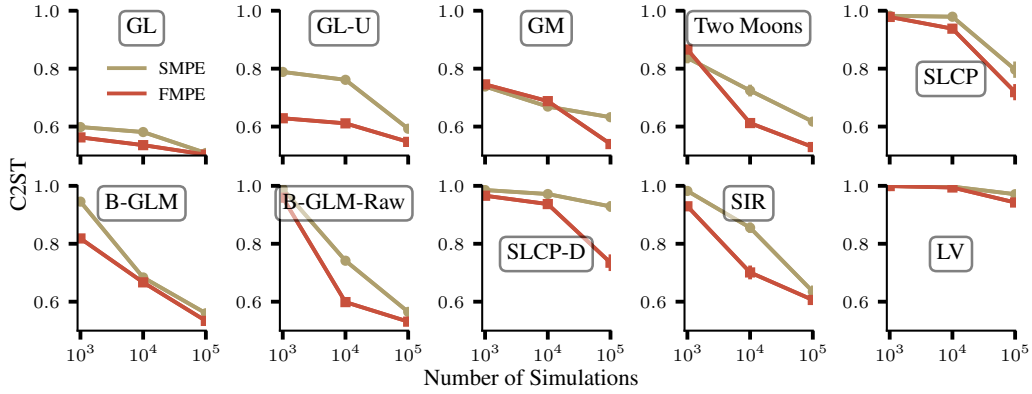 GL
GL-U
GM
Two Moons
SLCP
SMPE
FMPE
1.0 0.8 0.6
1.0 0.8 0.6
1.0 0.8 0.6
1.0 0.8 0.6
1.0 0.8 0.6
C2ST
B-GLM
B-GLM-Raw
SLCP-D
SIR
LV
1.0 0.8 0.6
1.0 0.8 0.6
1.0 0.8 0.6
1.0 0.8 0.6
1.0 0.8 0.6
10³ 10⁴ 10⁵
10³ 10⁴ 10⁵
10³ 10⁴ 10⁵
10³ 10⁴ 10⁵
10³ 10⁴ 10⁵
Number of Simulations